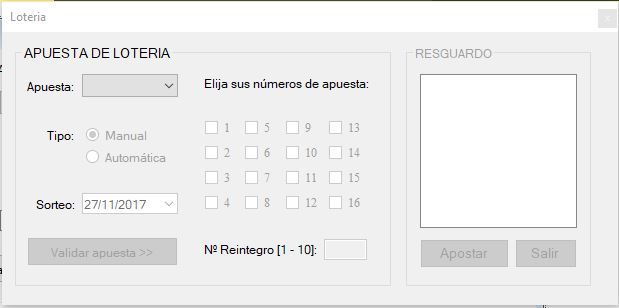 Loteria
x
APUESTA DE LOTERIA
Apuesta:
Elija sus números de apuesta:
Tipo:
Manual
Automática
1 5 9 13
2 6 10 14
3 7 11 15
4 8 12 16
Sorteo: 27/11/2017
Validar apuesta >>
Nº Reintegro [1 - 10]:
RESGUARDO
Apostar
Salir